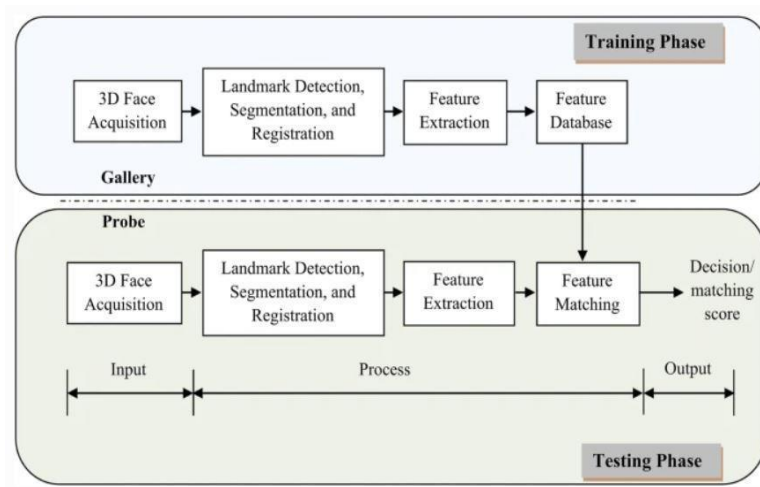 Training Phase
3D Face
Acquisition
Landmark Detection,
Segmentation, and
Registration
Feature
Extraction
Feature
Database
Gallery
Probe
3D Face
Acquisition
Landmark Detection,
Segmentation, and
Registration
Feature
Extraction
Feature
Matching
Decision/
matching
score
Input
Process
Output
Testing Phase